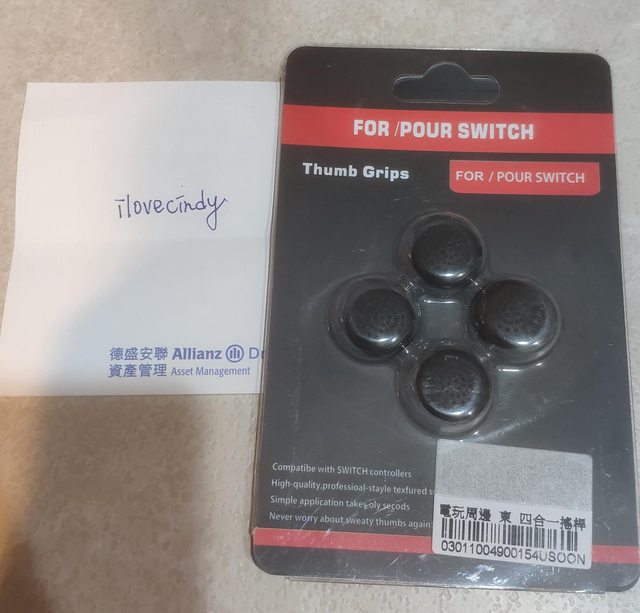 ilovecindy
德盛安聯 Allianz
資產管理 Asset Management
FOR /POUR SWITCH
Thumb Grips
FOR / POUR SWITCH
Compatibe with SWITCH controllers
High-quality,professioal-stayle texfured
Simple application takes oly secods
Never worry about sweaty thumbs again
電玩周邊 東 四合一搖桿
03011004900154USOON